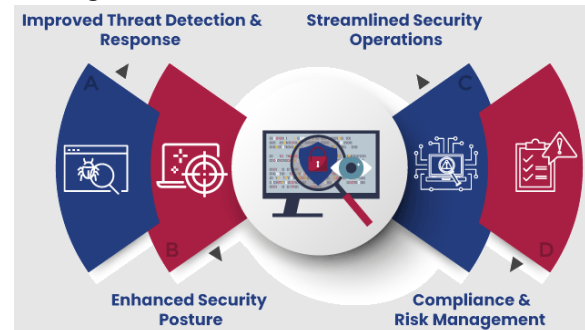 Improved Threat Detection &
Response
Streamlined Security
Operations
A
C
B
D
Enhanced Security
Posture
Compliance &
Risk Management